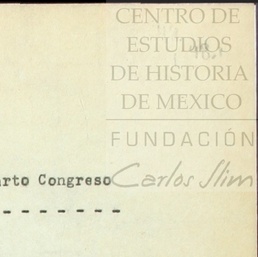 CENTRO DE
ESTUDIOS
DE HISTORIA
DE MEXICO
FUNDACIÓN
Carlos Slim
arto Congreso
- - - - - - -